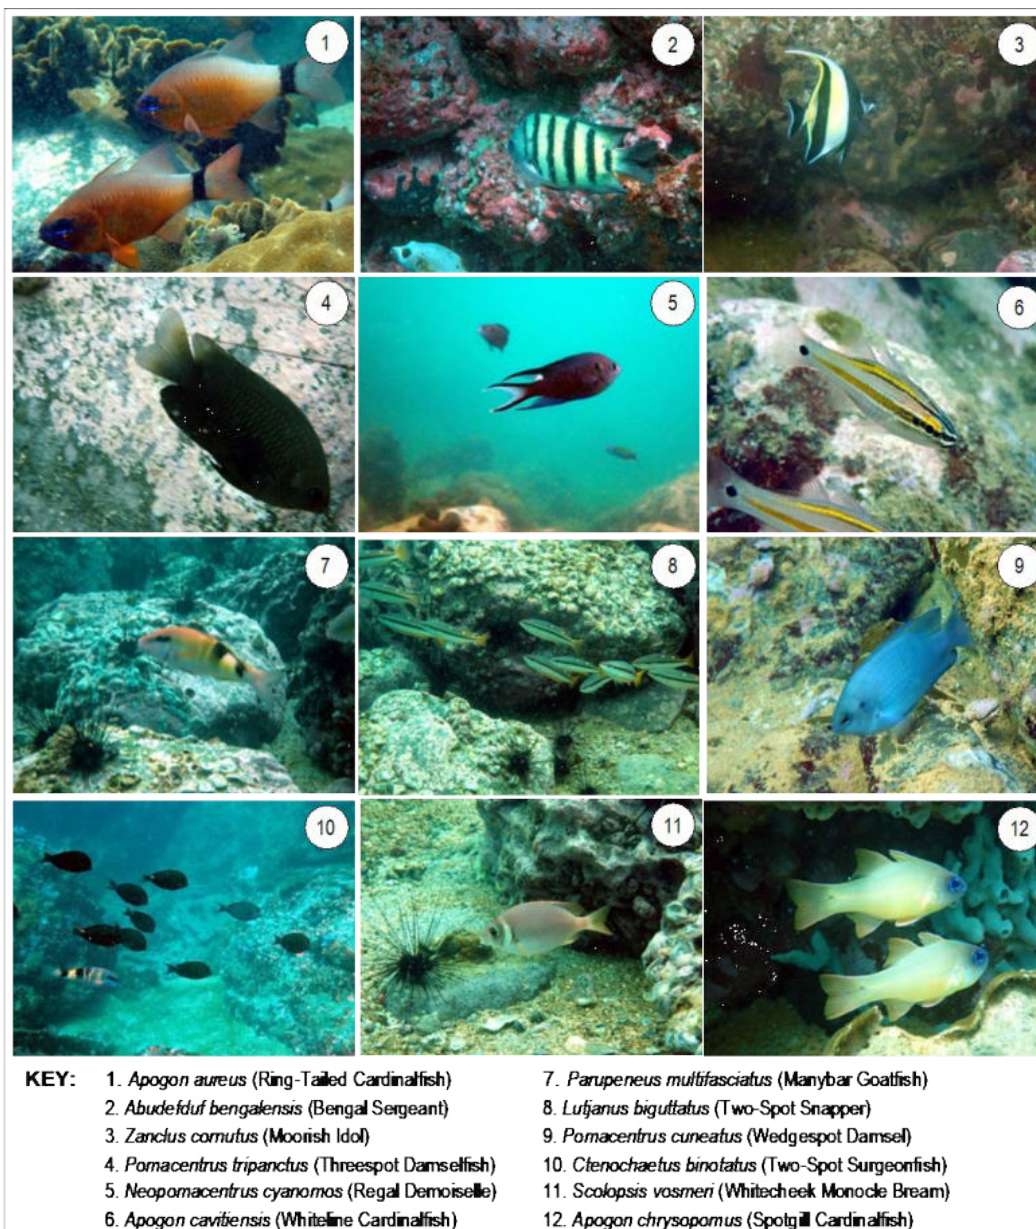 1
2
3
4
5
6
7
8
9
10
11
12
KEY:
1. Apogon aureus (Ring-Tailed Cardinalfish)
2. Abudefduf bengalensis (Bengal Sergeant)
3. Zanclus cornutus (Moorish Idol)
4. Pomacentrus tripanctus (Threespot Damselfish)
5. Neopomacentrus cyanomos (Regal Demoiselle)
6. Apogon cavitiensis (Whiteline Cardinalfish)
7. Parupeneus multifasciatus (Manybar Goatfish)
8. Lutjanus biguttatus (Two-Spot Snapper)
9. Pomacentrus cuneatus (Wedgespot Damsel)
10. Ctenochaetus binotatus (Two-Spot Surgeonfish)
11. Scolopsis vosmeri (Whitecheek Monocle Bream)
12. Apogon chrysopomus (Spotgill Cardinalfish)